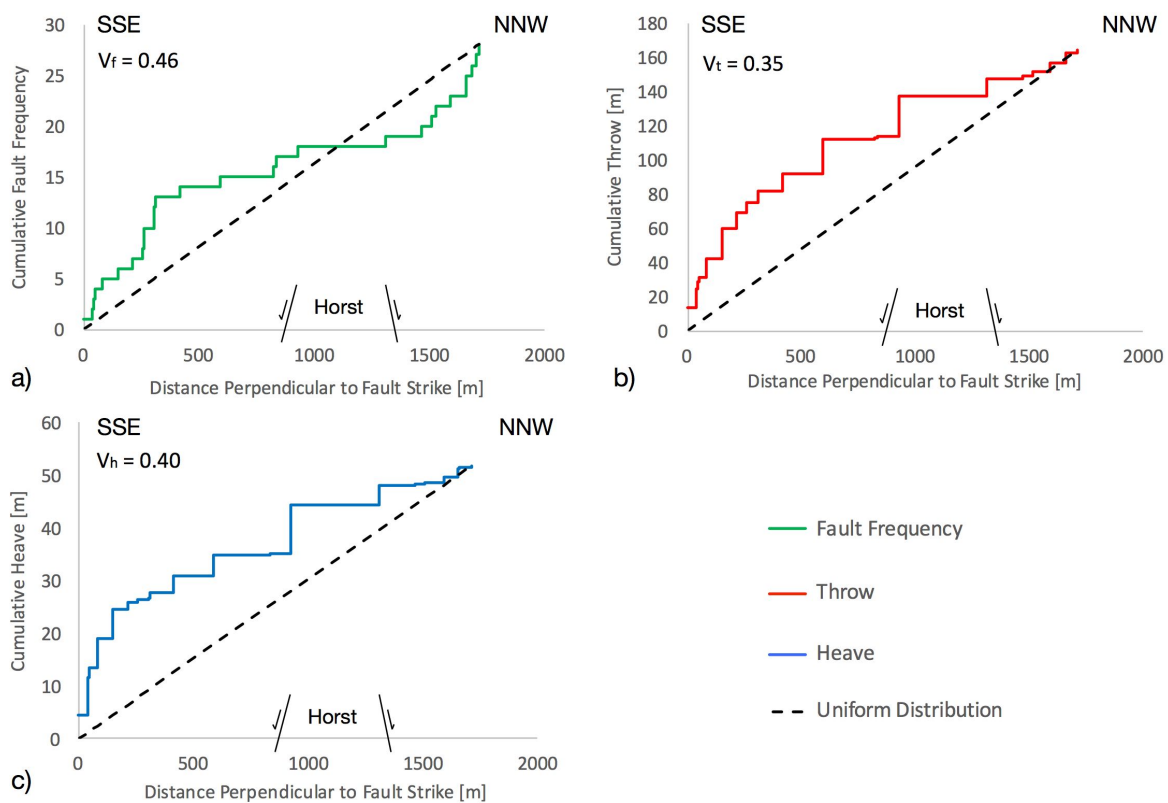 SSE NNW
Vf = 0.46
30
25
20
15
10
5
0
Cumulative Fault Frequency
Horst
0 500 1000 1500 2000
Distance Perpendicular to Fault Strike [m]
a)
SSE NNW
Vt = 0.35
180
160
140
120
100
80
60
40
20
0
Cumulative Throw [m]
Horst
0 500 1000 1500 2000
Distance Perpendicular to Fault Strike [m]
b)
SSE NNW
Vh = 0.40
60
50
40
30
20
10
0
Cumulative Heave [m]
Horst
0 500 1000 1500 2000
Distance Perpendicular to Fault Strike [m]
c)
Fault Frequency
Throw
Heave
Uniform Distribution